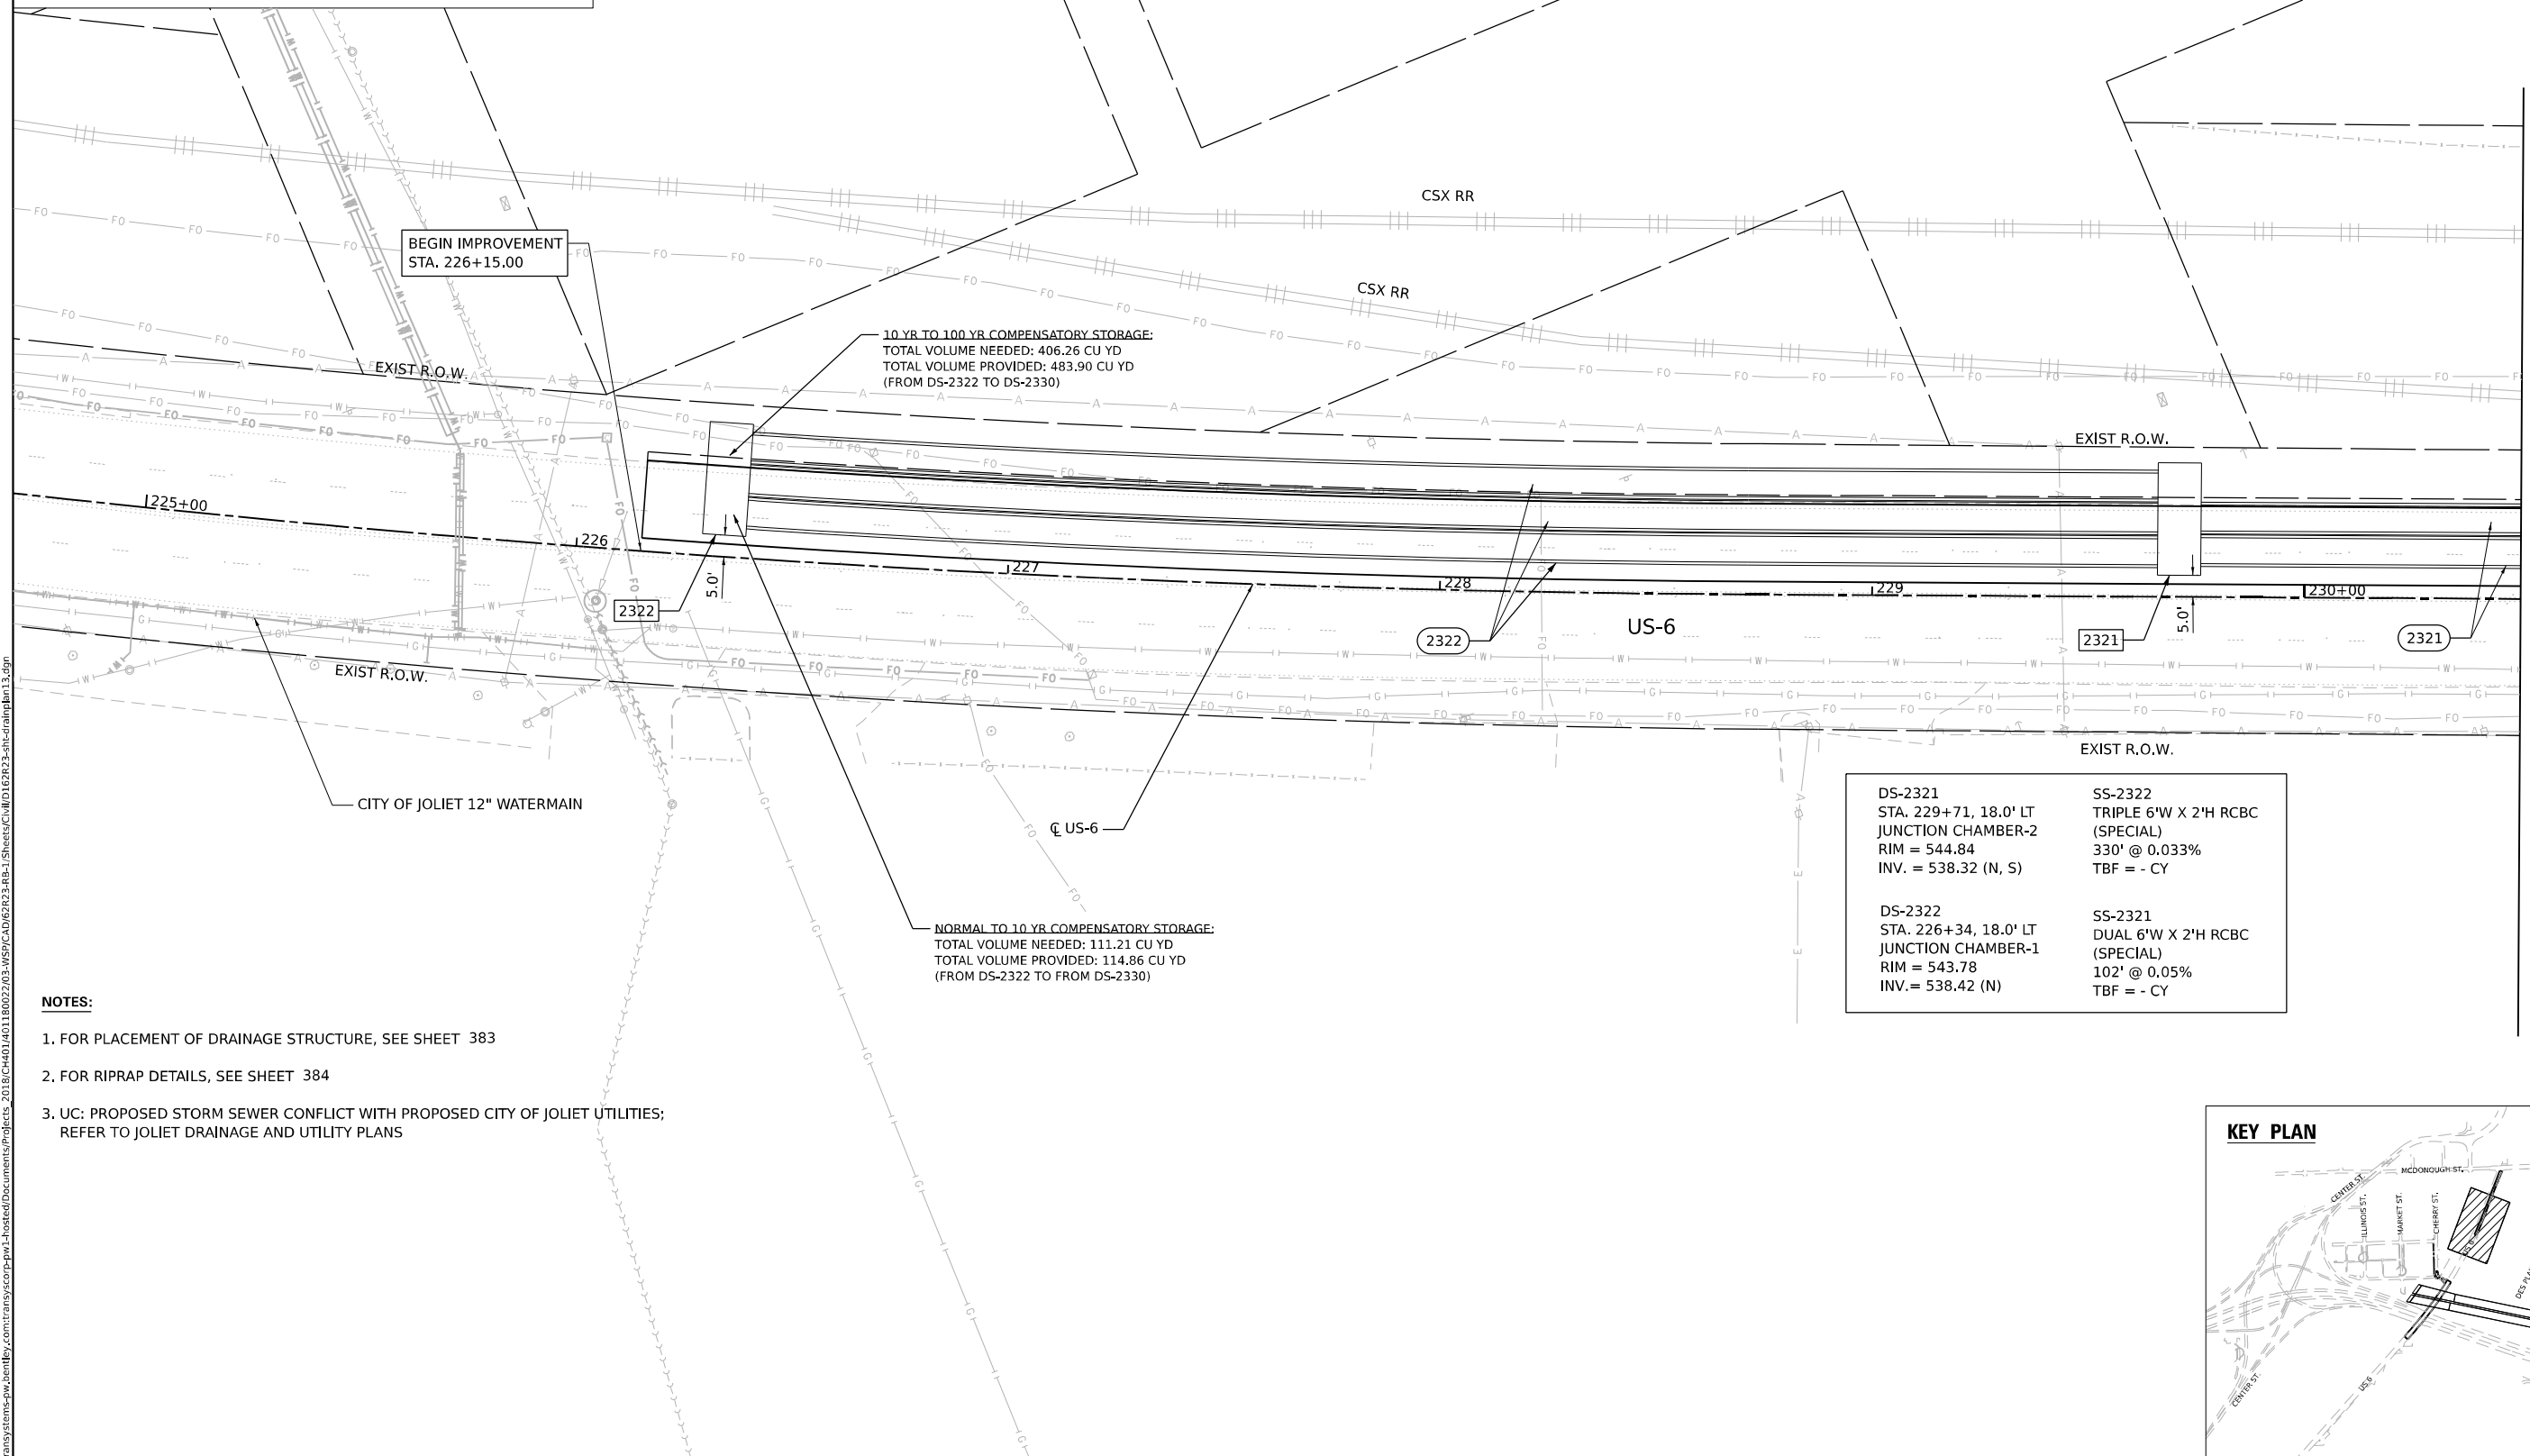 BEGIN IMPROVEMENT
STA. 226+15.00
CSX RR
CSX RR
10 YR TO 100 YR COMPENSATORY STORAGE:
TOTAL VOLUME NEEDED: 406.26 CU YD
TOTAL VOLUME PROVIDED: 483.90 CU YD
(FROM DS-2322 TO DS-2330)
EXIST R.O.W.
EXIST R.O.W.
225+00
226
227
228
229
230+00
5.0'
5.0'
2322
2322
US-6
2321
2321
EXIST R.O.W.
EXIST R.O.W.
CITY OF JOLIET 12" WATERMAIN
℄ US-6
NORMAL TO 10 YR COMPENSATORY STORAGE:
TOTAL VOLUME NEEDED: 111.21 CU YD
TOTAL VOLUME PROVIDED: 114.86 CU YD
(FROM DS-2322 TO FROM DS-2330)
DS-2321
STA. 229+71, 18.0' LT
JUNCTION CHAMBER-2
RIM = 544.84
INV. = 538.32 (N, S)
SS-2322
TRIPLE 6'W X 2'H RCBC
(SPECIAL)
330' @ 0.033%
TBF = - CY
DS-2322
STA. 226+34, 18.0' LT
JUNCTION CHAMBER-1
RIM = 543.78
INV.= 538.42 (N)
SS-2321
DUAL 6'W X 2'H RCBC
(SPECIAL)
102' @ 0.05%
TBF = - CY
NOTES:
1. FOR PLACEMENT OF DRAINAGE STRUCTURE, SEE SHEET 383
2. FOR RIPRAP DETAILS, SEE SHEET 384
3. UC: PROPOSED STORM SEWER CONFLICT WITH PROPOSED CITY OF JOLIET UTILITIES;
REFER TO JOLIET DRAINAGE AND UTILITY PLANS
KEY PLAN
MCDONOUGH ST.
CENTER ST.
ILLINOIS ST.
MARKET ST.
CHERRY ST.
US 6
DES
US 6
CENTER ST.